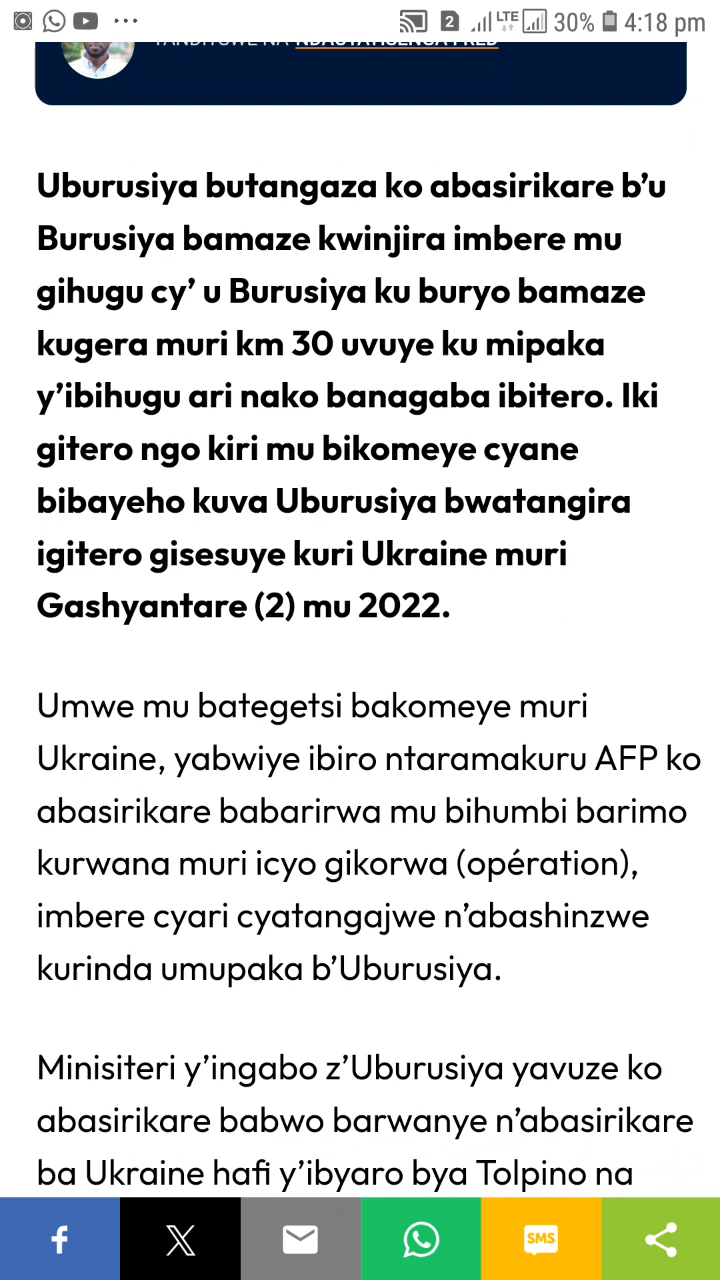 2 LTE 30% 4:18 pm
TANDITSWE NA
Uburusiya butangaza ko abasirikare b’u
Burusiya bamaze kwinjira imbere mu
gihugu cy’ u Burusiya ku buryo bamaze
kugera muri km 30 uvuye ku mipaka
y’ibihugu ari nako banagaba ibitero. Iki
gitero ngo kiri mu bikomeye cyane
bibayeho kuva Uburusiya bwatangira
igitero gisesuye kuri Ukraine muri
Gashyantare (2) mu 2022.
Umwe mu bategetsi bakomeye muri
Ukraine, yabwiye ibiro ntaramakuru AFP ko
abasirikare babarirwa mu bihumbi barimo
kurwana muri icyo gikorwa (opération),
imbere cyari cyatangajwe n’abashinzwe
kurinda umupaka b’Uburusiya.
Minisiteri y’ingabo z’Uburusiya yavuze ko
abasirikare babwo barwanye n’abasirikare
ba Ukraine hafi y’ibyaro bya Tolpino na
SMS